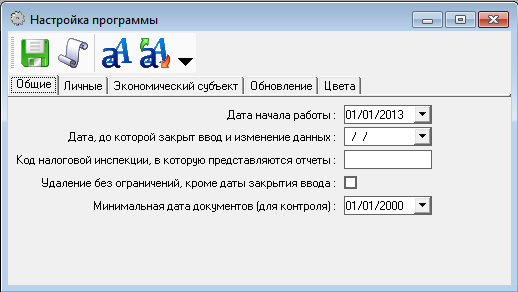 Настройка программы
аА аА
Общие Личные Экономический субъект Обновление Цвета
Дата начала работы : 01/01/2013
Дата, до которой закрыт ввод и изменение данных : / /
Код налоговой инспекции, в которую представляются отчеты :
Удаление без ограничений, кроме даты закрытия ввода :
Минимальная дата документов (для контроля) : 01/01/2000